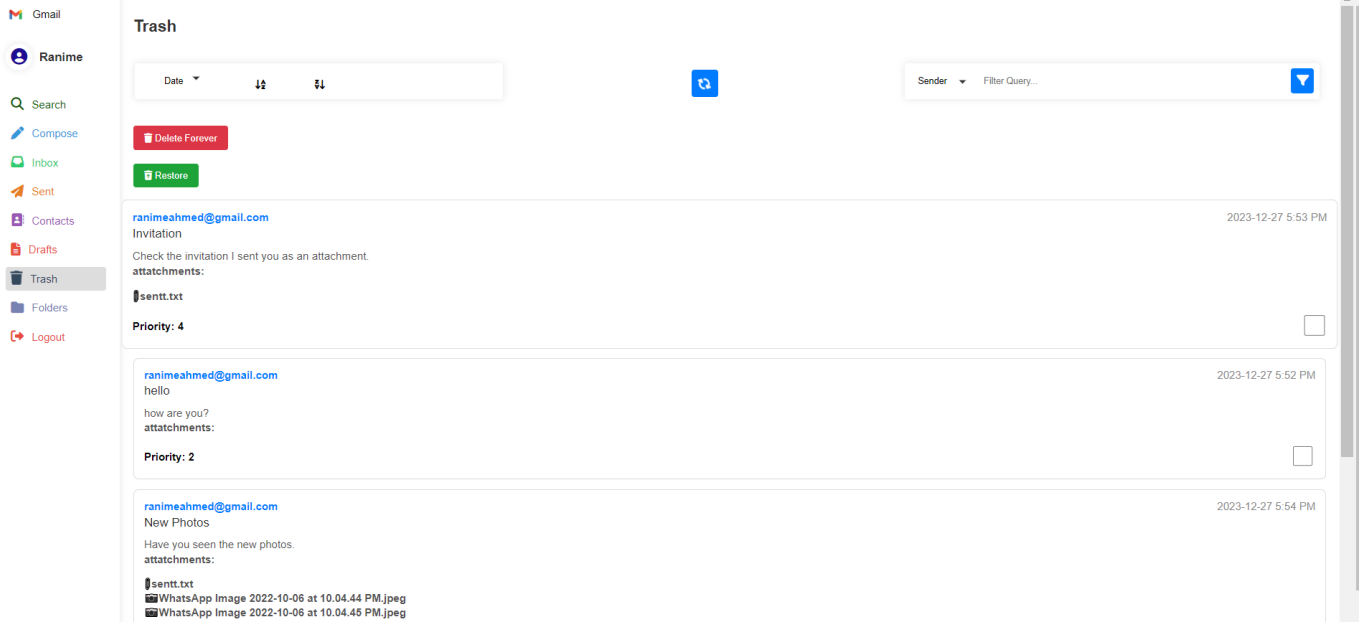 Gmail
Ranime
Search
Compose
Inbox
Sent
Contacts
Drafts
Trash
Folders
Logout
Trash
Date
Sender
Filter Query...
Delete Forever
Restore
ranimeahmed@gmail.com
2023-12-27 5:53 PM
Invitation
Check the invitation I sent you as an attachment.
attatchments:
sentt.txt
Priority: 4
ranimeahmed@gmail.com
2023-12-27 5:52 PM
hello
how are you?
attatchments:
Priority: 2
ranimeahmed@gmail.com
2023-12-27 5:54 PM
New Photos
Have you seen the new photos.
attatchments:
sentt.txt
WhatsApp Image 2022-10-06 at 10.04.44 PM.jpeg
WhatsApp Image 2022-10-06 at 10.04.45 PM.jpeg